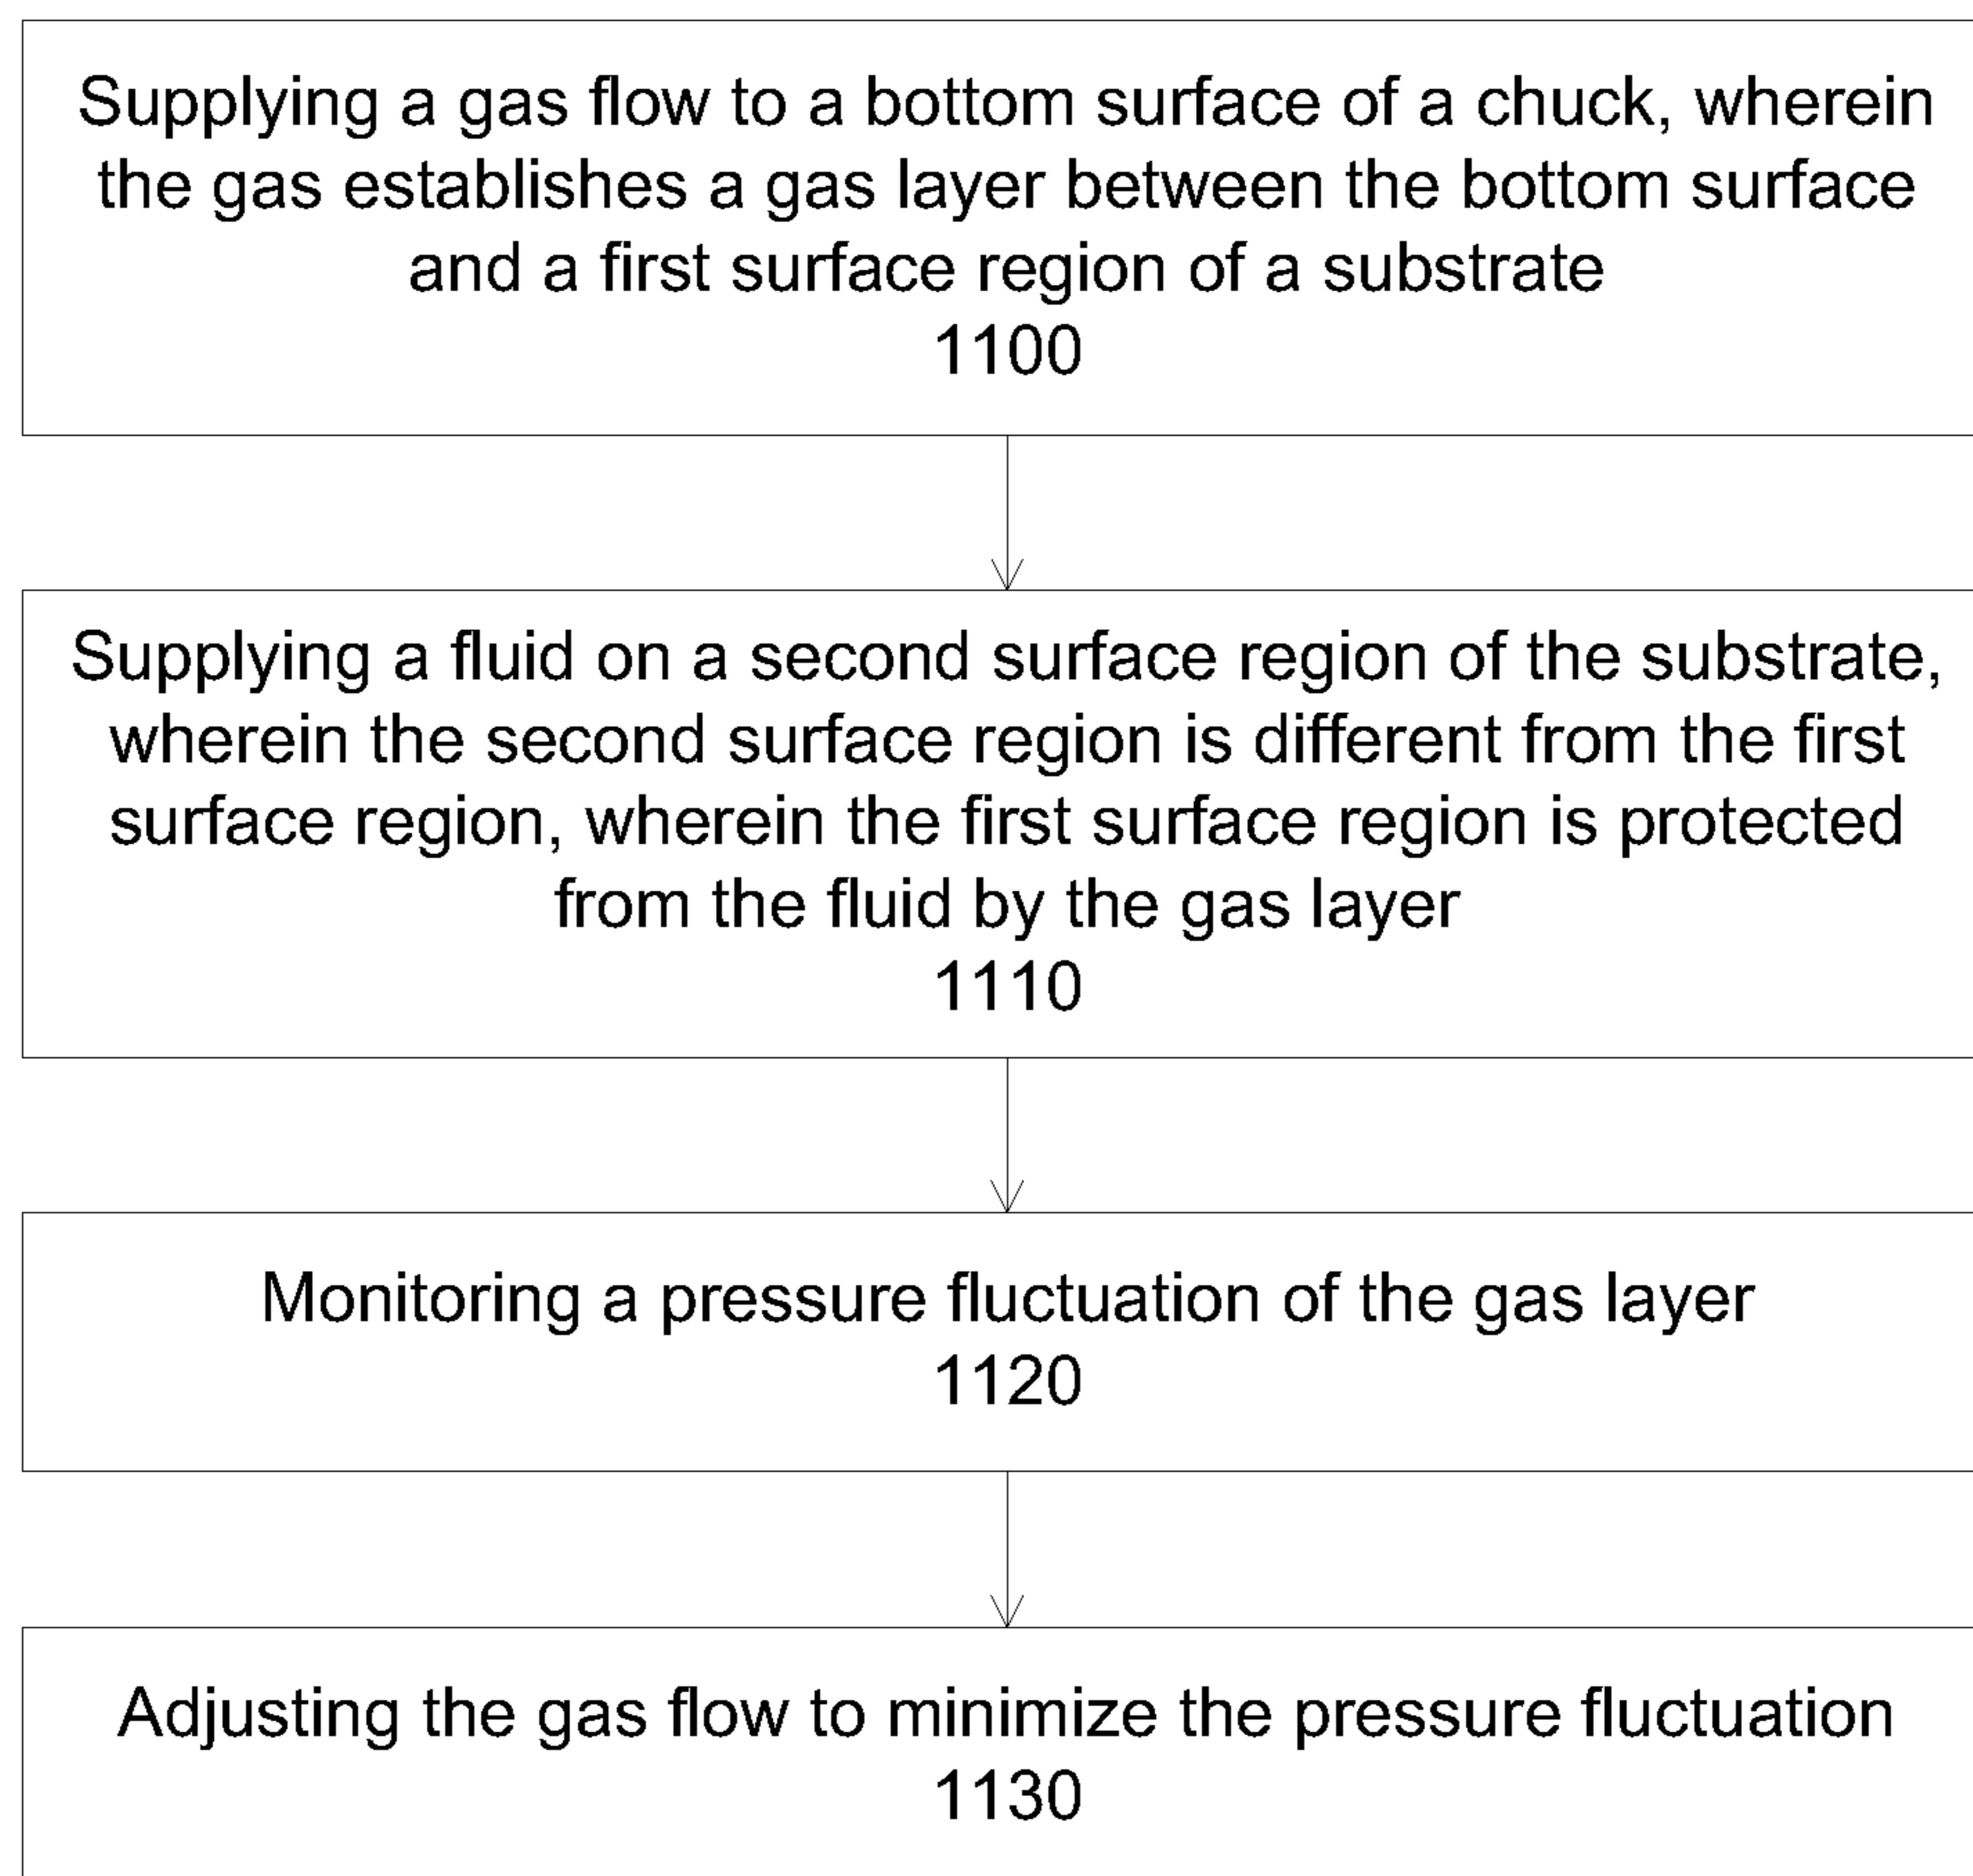 Supplying a gas flow to a bottom surface of a chuck, wherein
the gas establishes a gas layer between the bottom surface
and a first surface region of a substrate
1100
Supplying a fluid on a second surface region of the substrate,
wherein the second surface region is different from the first
surface region, wherein the first surface region is protected
from the fluid by the gas layer
1110
Monitoring a pressure fluctuation of the gas layer
1120
Adjusting the gas flow to minimize the pressure fluctuation
1130